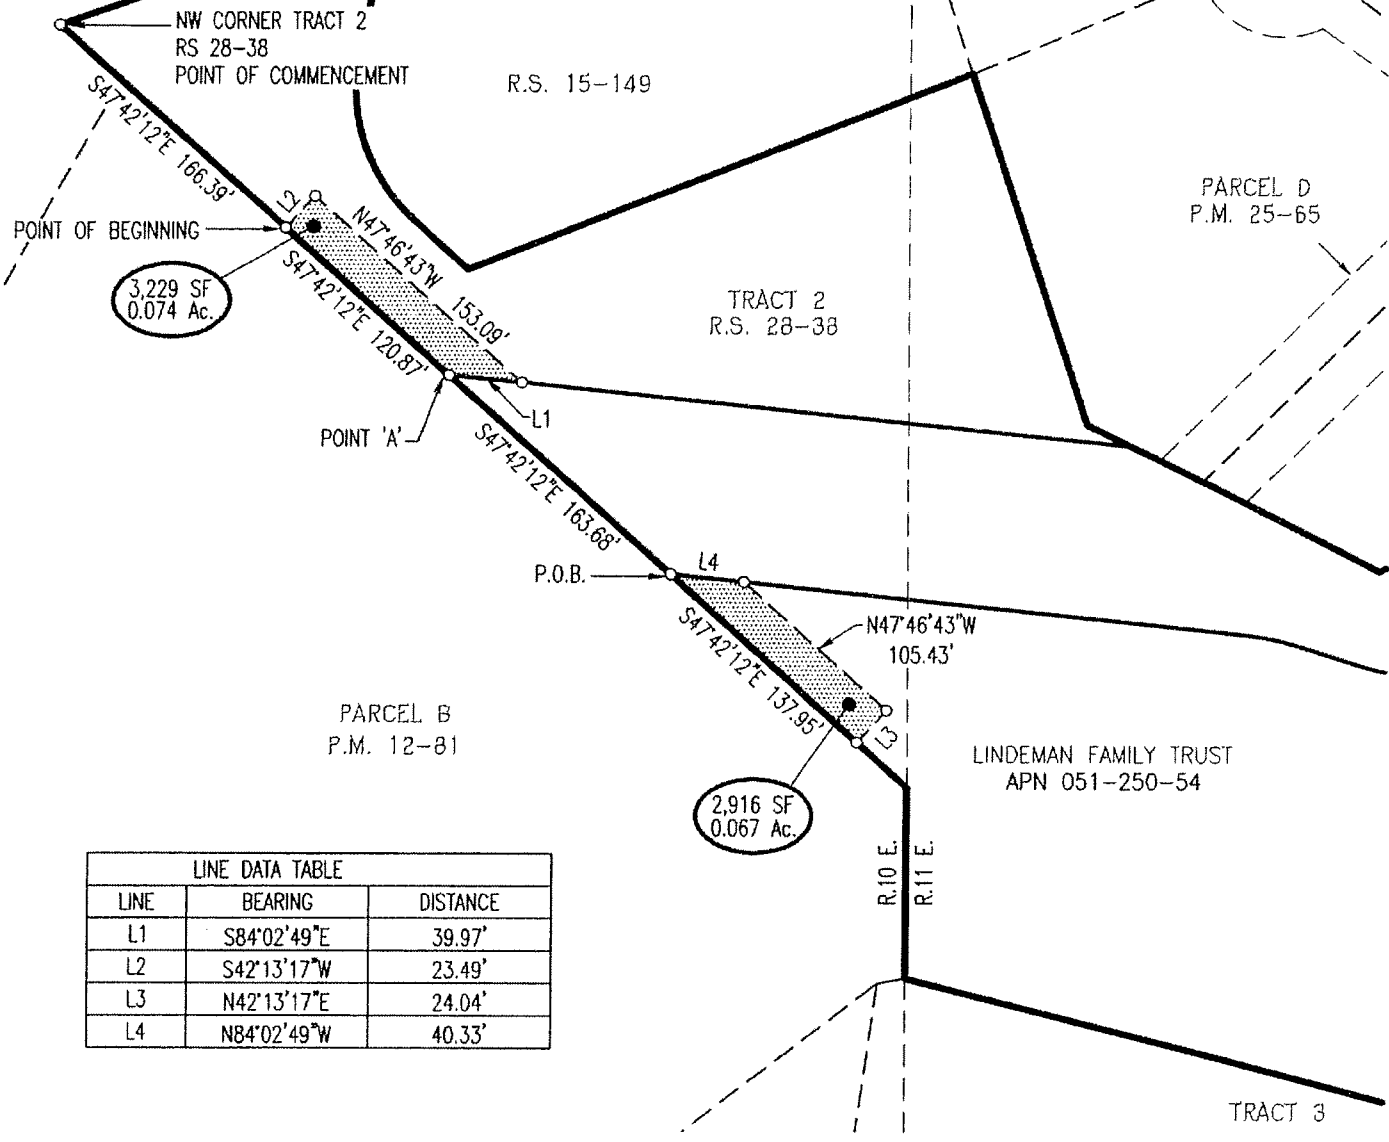 NW CORNER TRACT 2
RS 28-38
POINT OF COMMENCEMENT
R.S. 15-149
S47°42'12"E 166.39'
PARCEL D
P.M. 25-65
L2
N47°46'43"W 153.09'
POINT OF BEGINNING
S47°42'12"E 120.87'
3,229 SF
0.074 Ac.
TRACT 2
R.S. 28-38
L1
POINT 'A'
S47°42'12"E 163.68'
L4
P.O.B.
N47°46'43"W
105.43'
S47°42'12"E 137.95'
L3
PARCEL B
P.M. 12-81
LINDEMAN FAMILY TRUST
APN 051-250-54
2,916 SF
0.067 Ac.
R.10 E.
R.11 E.
LINE DATA TABLE
LINE BEARING DISTANCE
L1 S84°02'49"E 39.97'
L2 S42°13'17"W 23.49'
L3 N42°13'17"E 24.04'
L4 N84°02'49"W 40.33'
TRACT 3